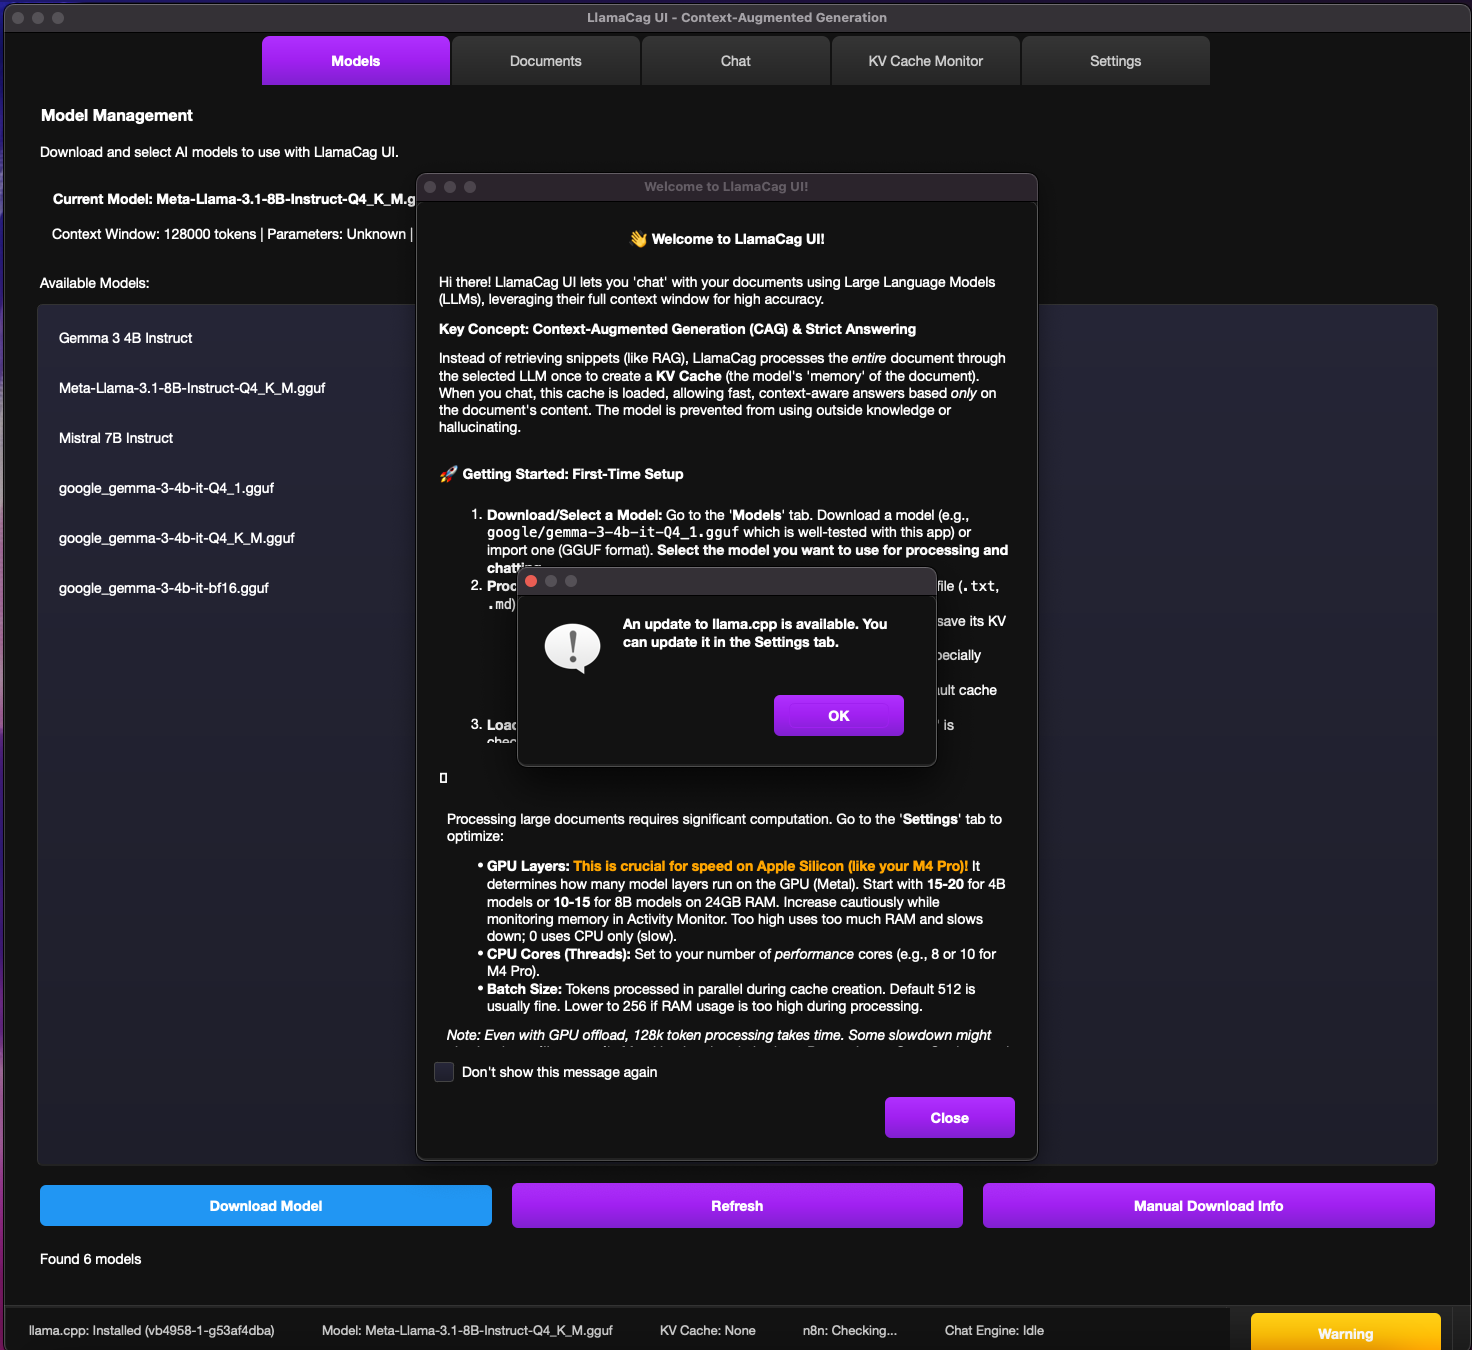 LlamaCag UI - Context-Augmented Generation
Models
Documents
Chat
KV Cache Monitor
Settings
Model Management
Download and select AI models to use with LlamaCag UI.
Current Model: Meta-Llama-3.1-8B-Instruct-Q4_K_M.g
Context Window: 128000 tokens | Parameters: Unknown |
Available Models:
Gemma 3 4B Instruct
Meta-Llama-3.1-8B-Instruct-Q4_K_M.gguf
Mistral 7B Instruct
google_gemma-3-4b-it-Q4_1.gguf
google_gemma-3-4b-it-Q4_K_M.gguf
google_gemma-3-4b-it-bf16.gguf
Welcome to LlamaCag UI!
👋 Welcome to LlamaCag UI!
Hi there! LlamaCag UI lets you 'chat' with your documents using Large Language Models
(LLMs), leveraging their full context window for high accuracy.
Key Concept: Context-Augmented Generation (CAG) & Strict Answering
Instead of retrieving snippets (like RAG), LlamaCag processes the entire document through
the selected LLM once to create a KV Cache (the model's 'memory' of the document).
When you chat, this cache is loaded, allowing fast, context-aware answers based only on
the document's content. The model is prevented from using outside knowledge or
hallucinating.
🚀 Getting Started: First-Time Setup
1. Download/Select a Model: Go to the 'Models' tab. Download a model (e.g.,
google/gemma-3-4b-it-Q4_1.gguf which is well-tested with this app) or
import one (GGUF format). Select the model you want to use for processing and
chatting.
2. Proc
file (.txt,
.md)
save its KV
pecially
ault cache
3. Load
' is
chec
An update to llama.cpp is available. You
can update it in the Settings tab.
OK
Processing large documents requires significant computation. Go to the 'Settings' tab to
optimize:
• GPU Layers: This is crucial for speed on Apple Silicon (like your M4 Pro)! It
determines how many model layers run on the GPU (Metal). Start with 15-20 for 4B
models or 10-15 for 8B models on 24GB RAM. Increase cautiously while
monitoring memory in Activity Monitor. Too high uses too much RAM and slows
down; 0 uses CPU only (slow).
• CPU Cores (Threads): Set to your number of performance cores (e.g., 8 or 10 for
M4 Pro).
• Batch Size: Tokens processed in parallel during cache creation. Default 512 is
usually fine. Lower to 256 if RAM usage is too high during processing.
Note: Even with GPU offload, 128k token processing takes time. Some slowdown might
Don't show this message again
Close
Download Model
Refresh
Manual Download Info
Found 6 models
llama.cpp: Installed (vb4958-1-g53af4dba)
Model: Meta-Llama-3.1-8B-Instruct-Q4_K_M.gguf
KV Cache: None
n8n: Checking...
Chat Engine: Idle
Warning